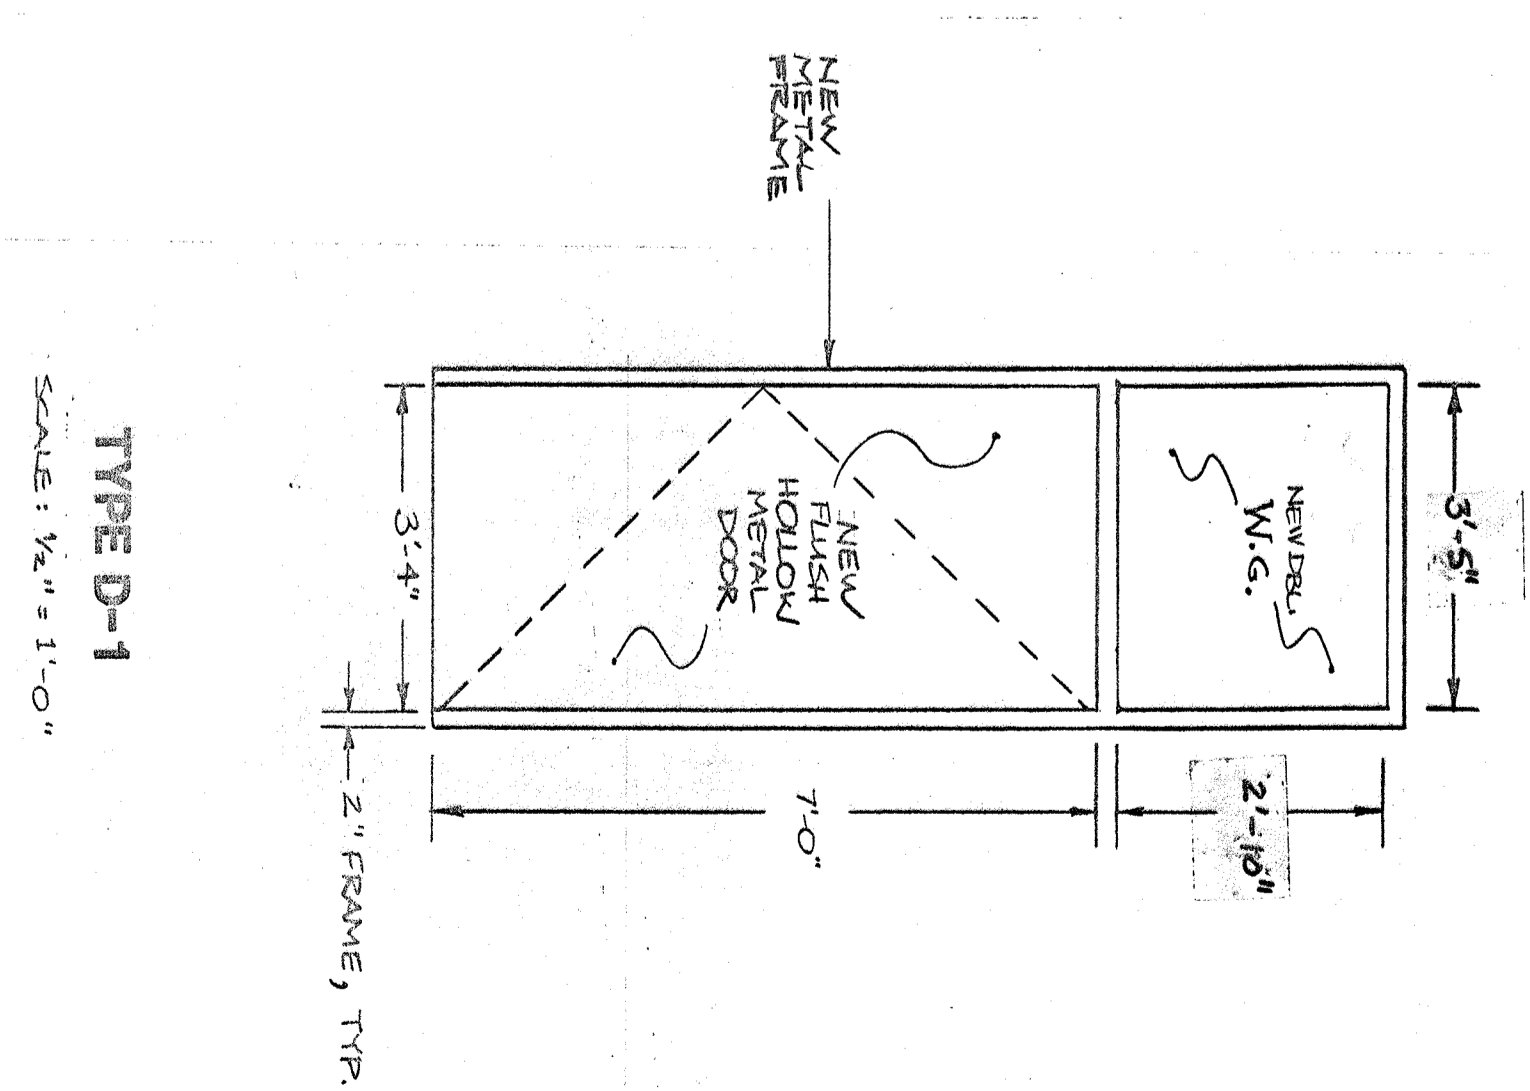 3'-5"
NEW DBL.
W.G.
2'-10"
NEW
METAL
FRAME
NEW
FLUSH
HOLLOW
METAL
DOOR
7'-0"
3'-4"
2" FRAME, TYP.
TYPE D-1
SCALE: 1/2" = 1'-0"